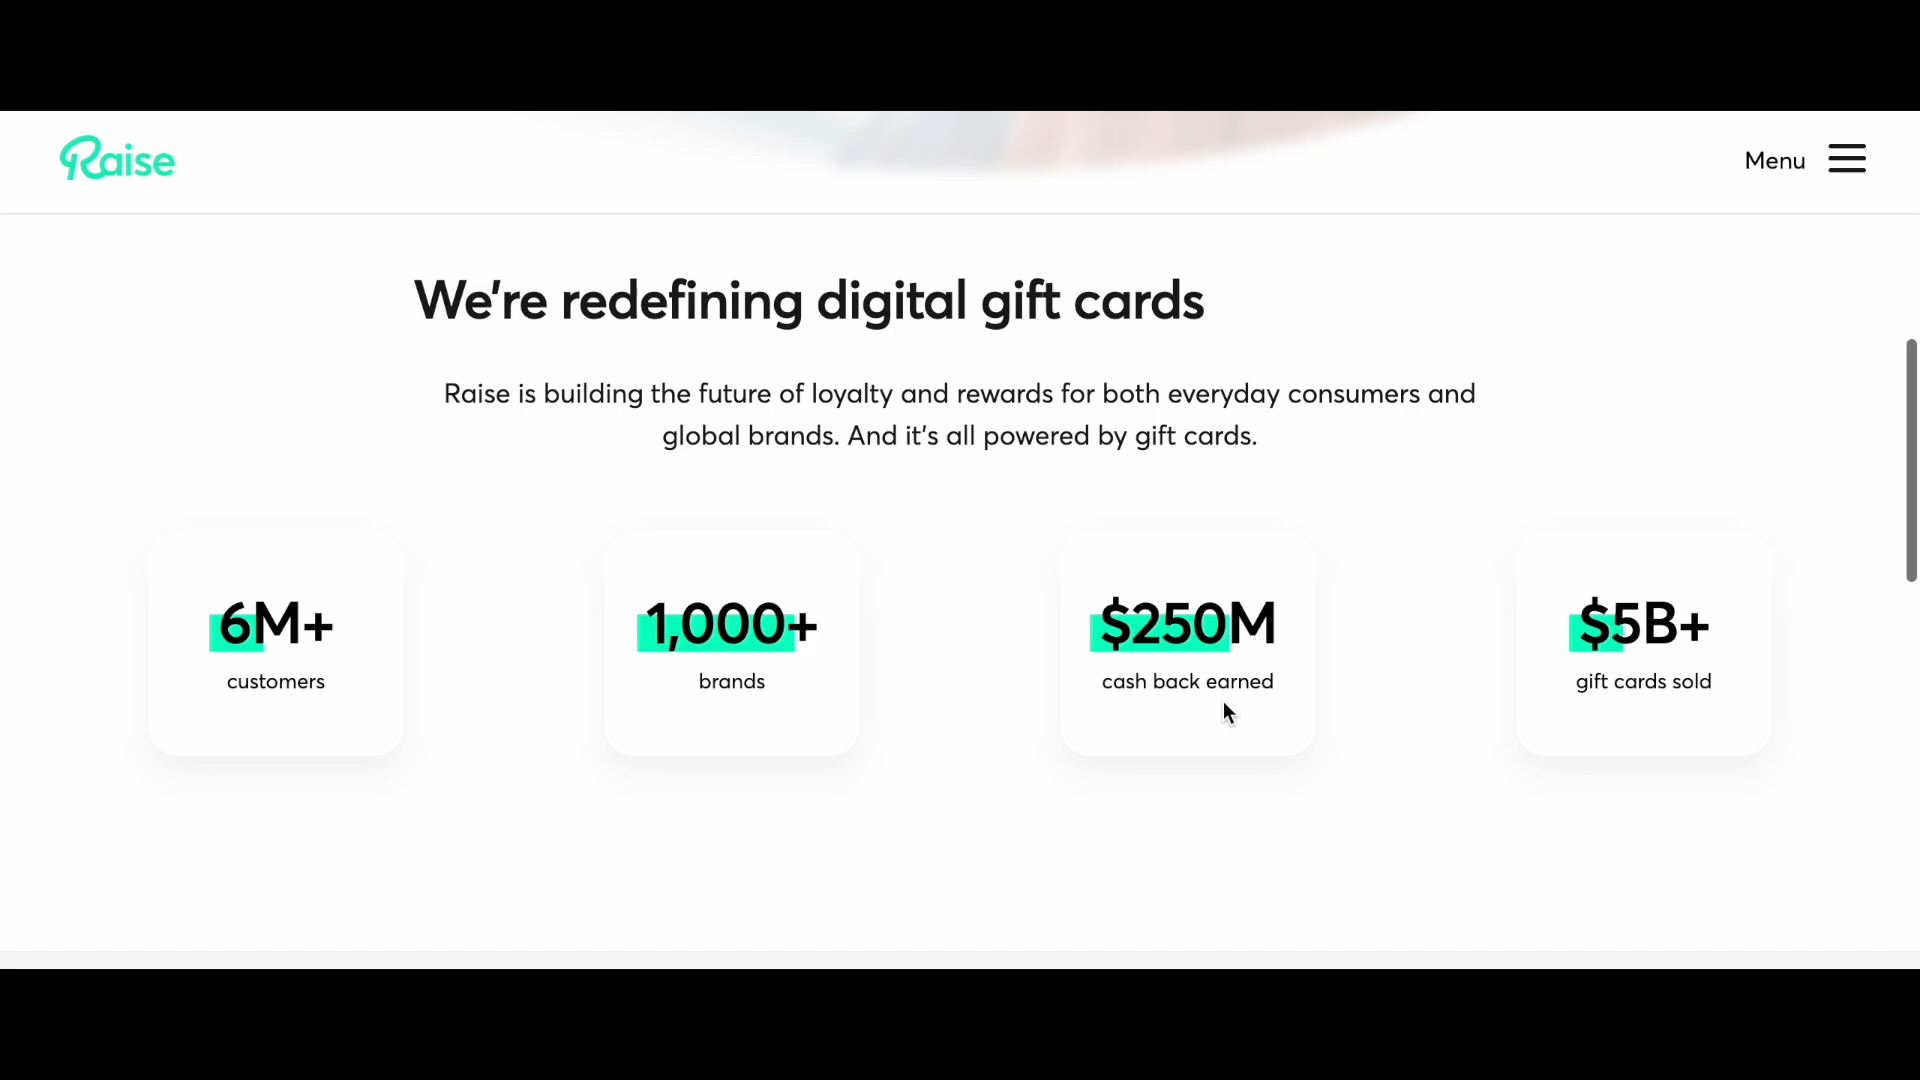 Raise
Menu
We're redefining digital gift cards
Raise is building the future of loyalty and rewards for both everyday consumers and
global brands. And it's all powered by gift cards.
6M+
customers
1,000+
brands
$250M
cash back earned
$5B+
gift cards sold